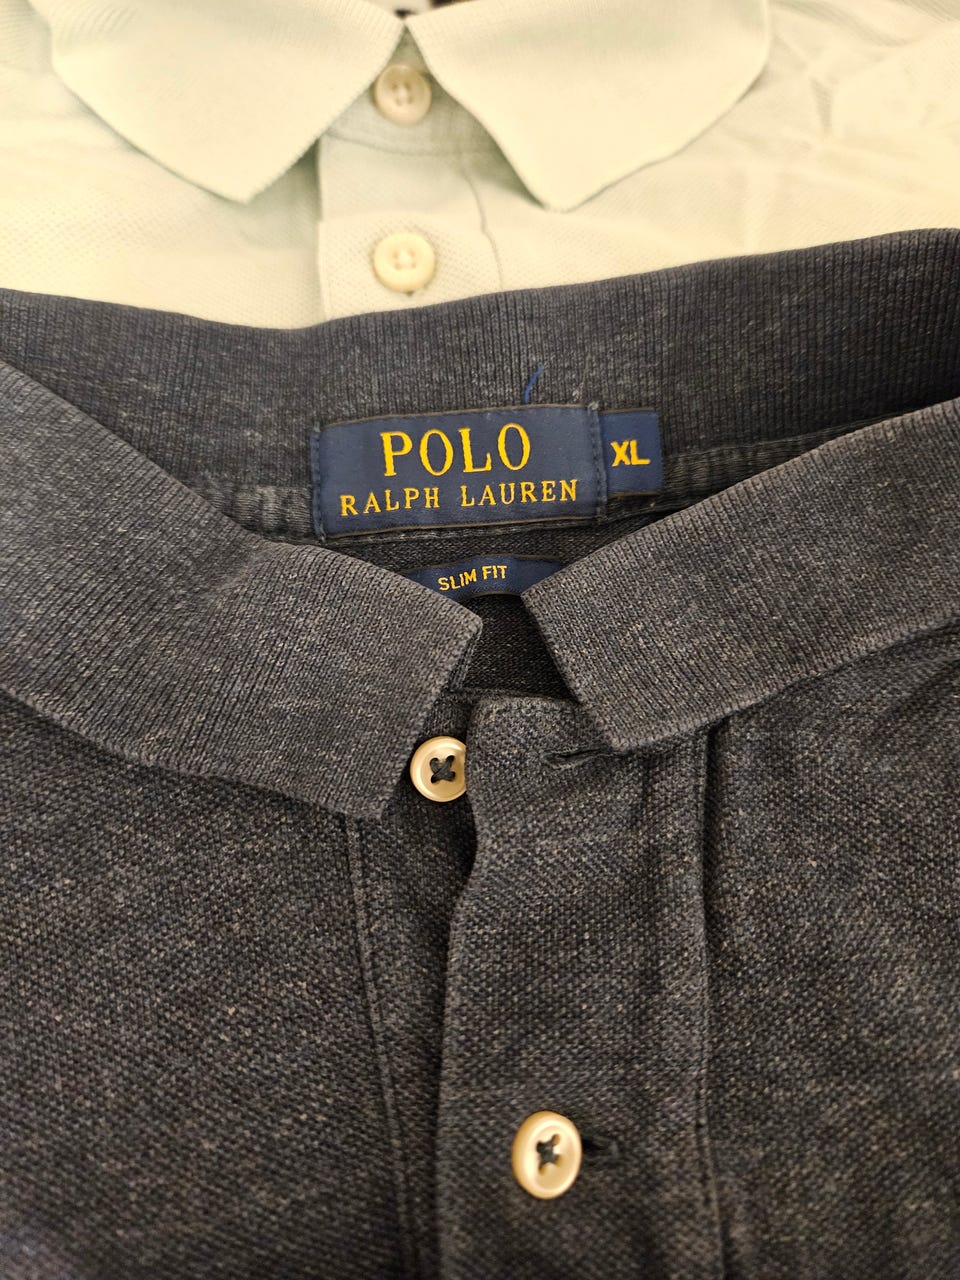 POLO
RALPH LAUREN
XL
SLIM FIT